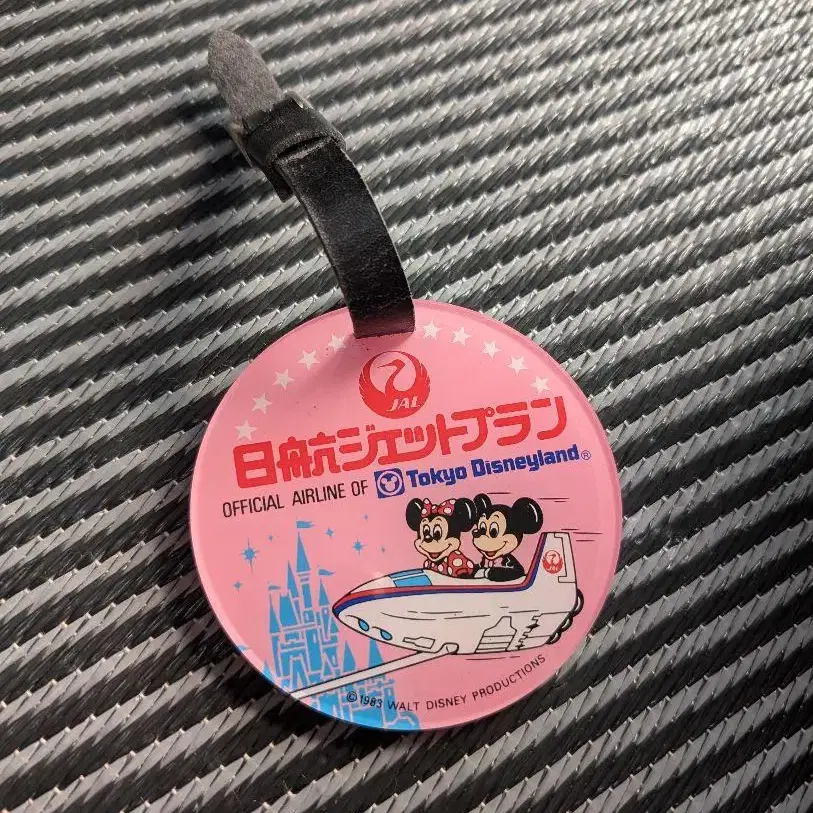 JAL
日航ジェットプラン
OFFICIAL AIRLINE OF Tokyo Disneyland®
JAL
©1983 WALT DISNEY PRODUCTIONS